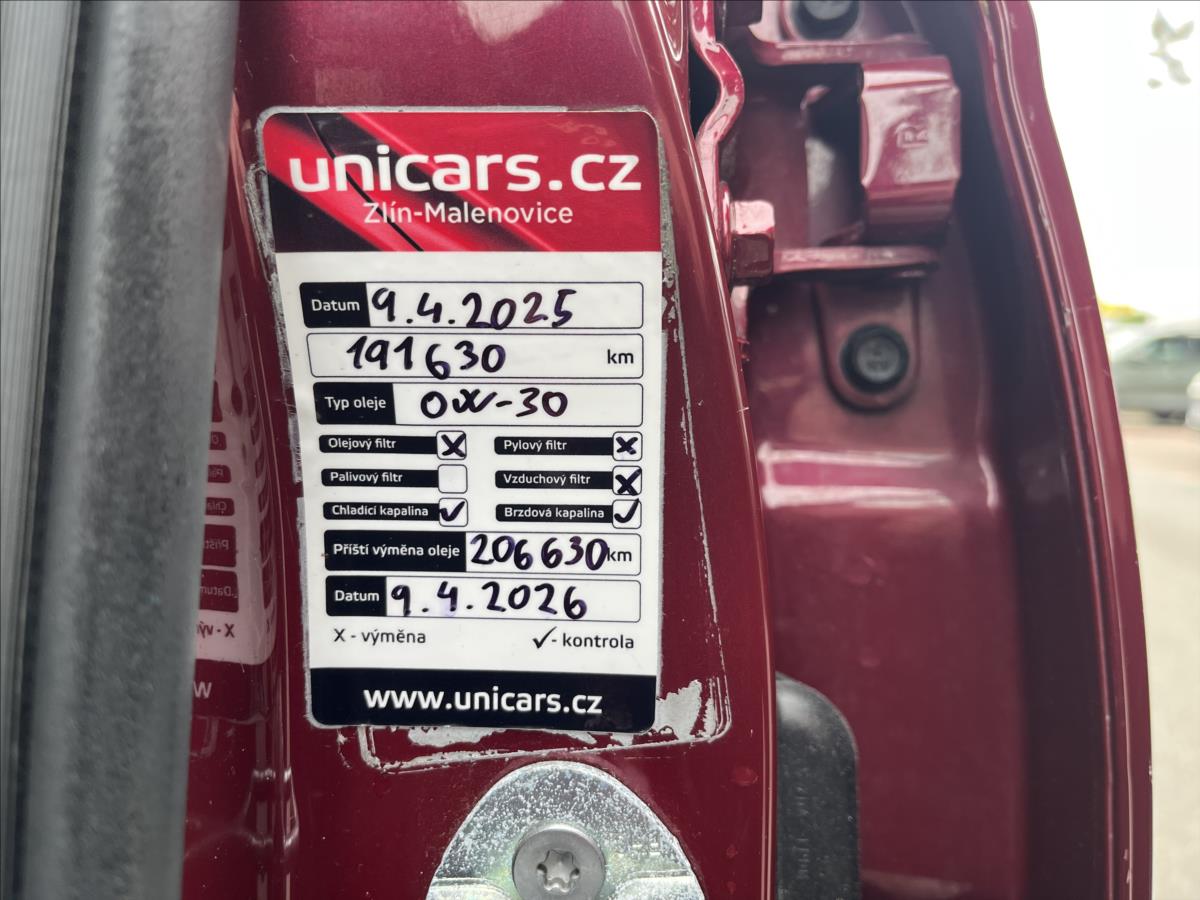 unicars.cz
Zlín-Malenovice
Datum 9.4.2025
191630 km
Typ oleje 0W-30
Olejový filtr X Pylový filtr X
Palivový filtr Vzduchový filtr X
Chladící kapalina ✓ Brzdová kapalina ✓
Příští výměna oleje 206630 km
Datum 9.4.2026
X - výměna ✓- kontrola
www.unicars.cz
R